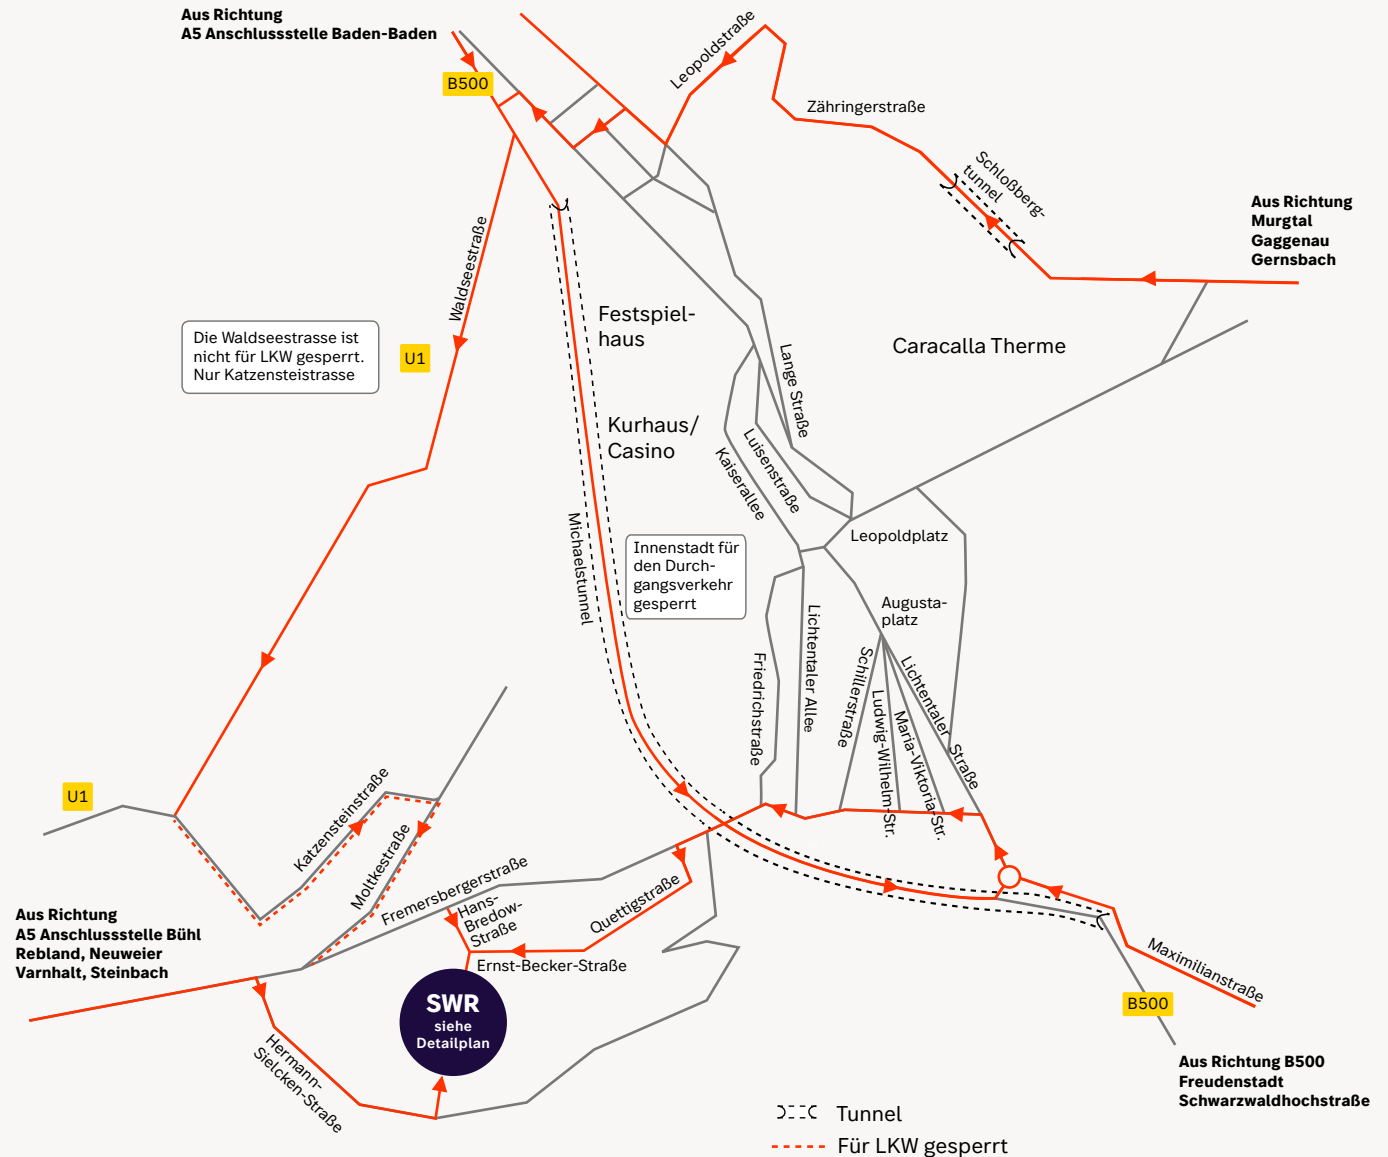 Aus Richtung
A5 Anschlussstelle Baden-Baden
B500
Leopoldstraße
Zähringerstraße
Schloßberg-
tunnel
Aus Richtung
Murgtal
Gaggenau
Gernsbach
Waldseestraße
Die Waldseestrasse ist
nicht für LKW gesperrt.
Nur Katzensteistrasse
U1
Festspiel-
haus
Caracalla Therme
Lange Straße
Kurhaus/
Casino
Luisenstraße
Kaiserallee
Michaelstunnel
Innenstadt für
den Durch-
gangsverkehr
gesperrt
Leopoldplatz
Augusta-
platz
Friedrichstraße
Lichtentaler Allee
Schillerstraße
Ludwig-Wilhelm-Str.
Maria-Viktoria-Str.
Lichtentaler Straße
U1
Katzensteinstraße
Moltkestraße
Fremersbergerstraße
Hans-
Bredow-
Straße
Quettigstraße
Ernst-Becker-Straße
Aus Richtung
A5 Anschlussstelle Bühl
Rebland, Neuweier
Varnhalt, Steinbach
SWR
siehe
Detailplan
Hermann-
Sielcken-Straße
Maximilianstraße
B500
Aus Richtung B500
Freudenstadt
Schwarzwaldhochstraße
Tunnel
Für LKW gesperrt